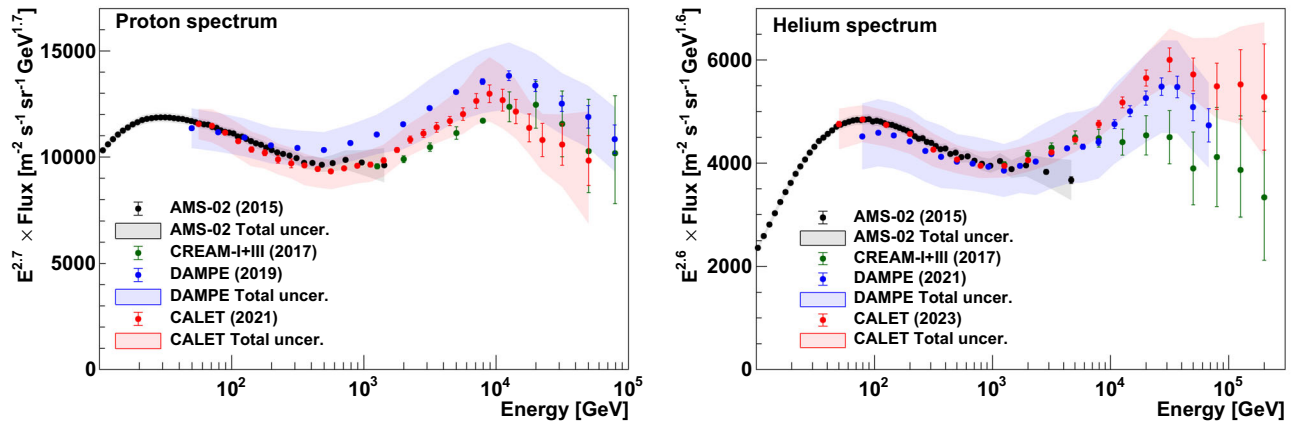 Proton spectrum
E^2.7 × Flux [m^-2 s^-1 sr^-1 GeV^1.7]
15000
10000
5000
0
AMS-02 (2015)
AMS-02 Total uncer.
CREAM-I+III (2017)
DAMPE (2019)
DAMPE Total uncer.
CALET (2021)
CALET Total uncer.
10^2 10^3 10^4 10^5
Energy [GeV]
Helium spectrum
E^2.6 × Flux [m^-2 s^-1 sr^-1 GeV^1.6]
6000
4000
2000
0
AMS-02 (2015)
AMS-02 Total uncer.
CREAM-I+III (2017)
DAMPE (2021)
DAMPE Total uncer.
CALET (2023)
CALET Total uncer.
10^2 10^3 10^4 10^5
Energy [GeV]